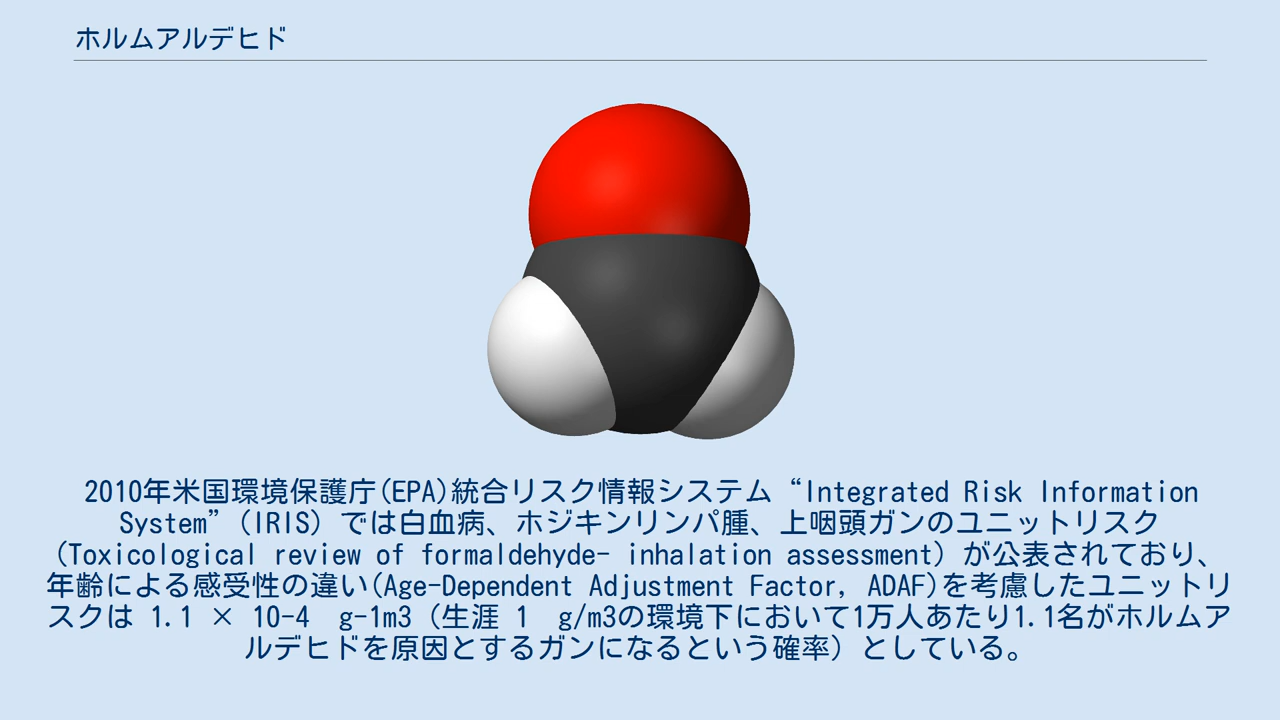 ホルムアルデヒド
2010年米国環境保護庁(EPA)統合リスク情報システム“Integrated Risk Information
System”(IRIS) では白血病、ホジキンリンパ腫、上咽頭ガンのユニットリスク
(Toxicological review of formaldehyde- inhalation assessment) が公表されており、
年齢による感受性の違い(Age-Dependent Adjustment Factor, ADAF)を考慮したユニットリ
スクは 1.1 × 10-4  g-1m3 (生涯 1  g/m3の環境下において1万人あたり1.1名がホルムア
ルデヒドを原因とするガンになるという確率) としている。